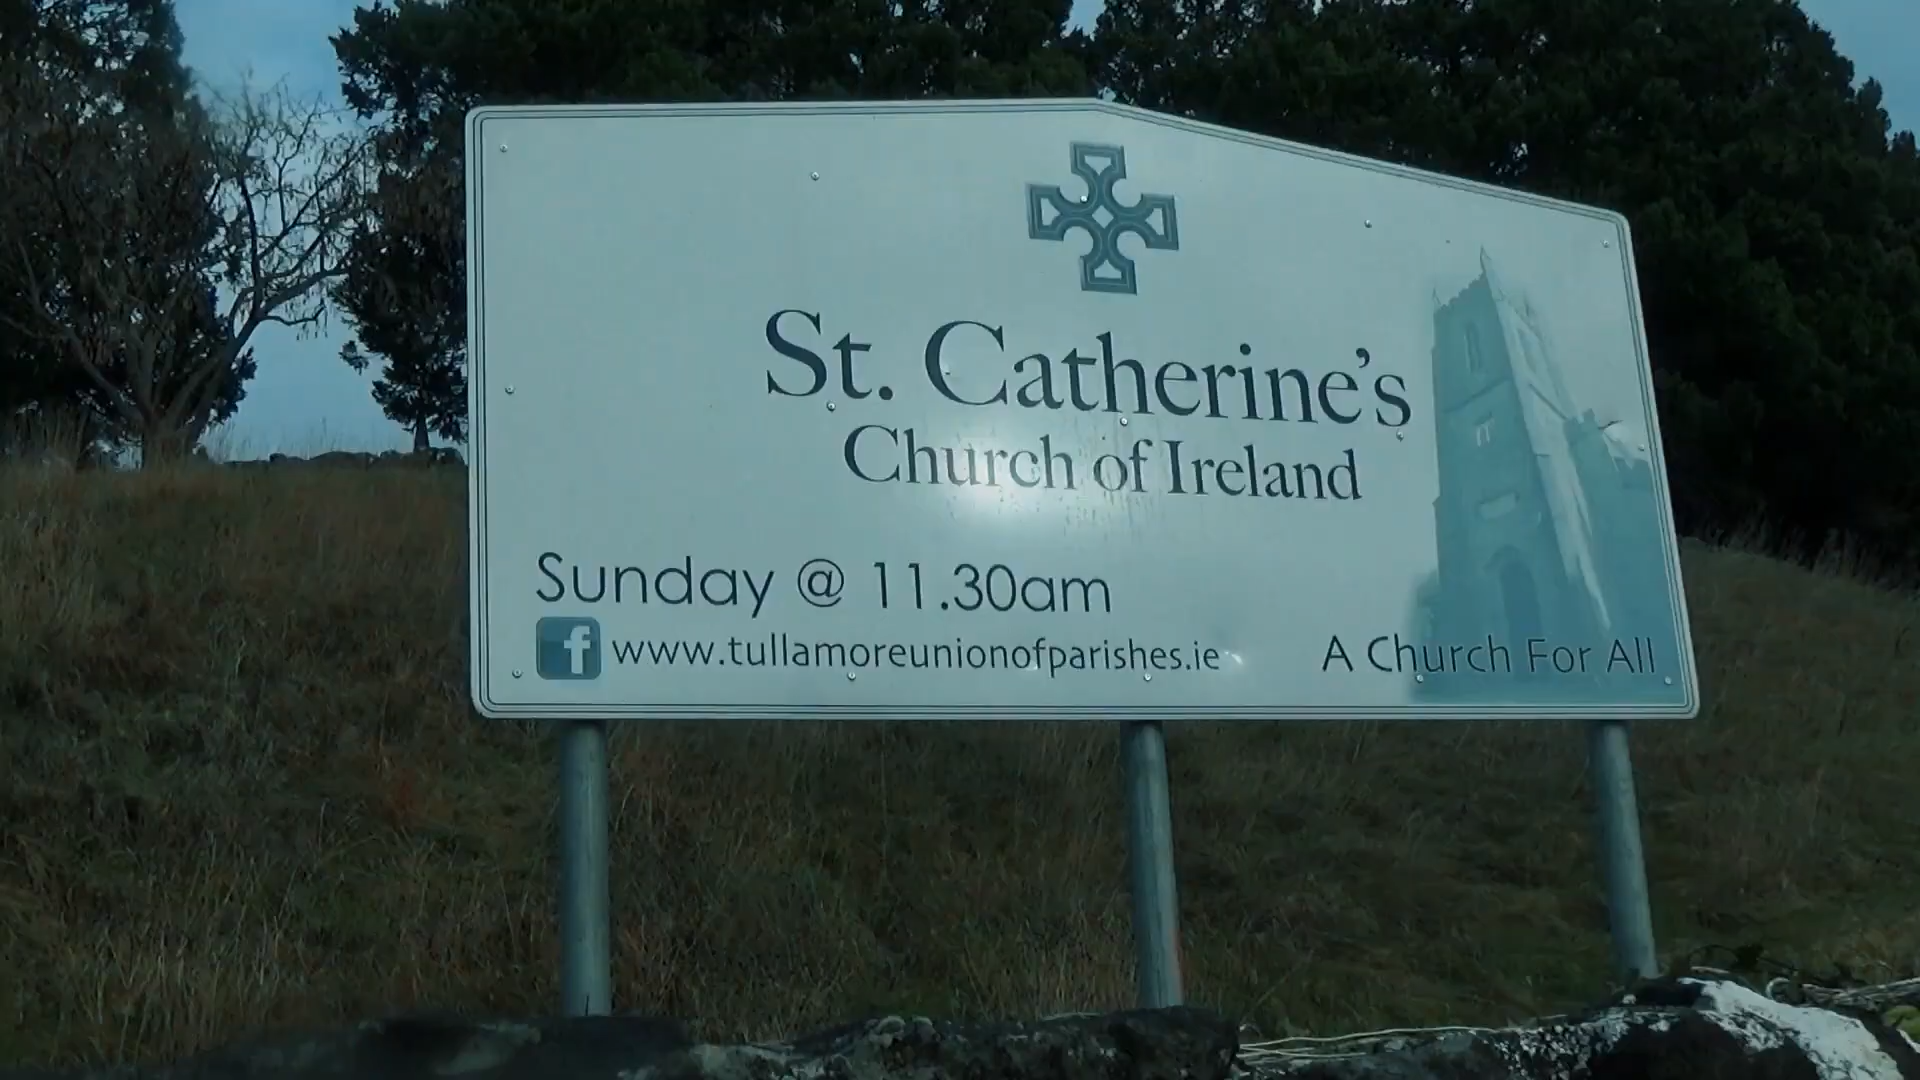 St. Catherine's
Church of Ireland
Sunday @ 11.30am
f www.tullamoreunionofparishes.ie
A Church For All